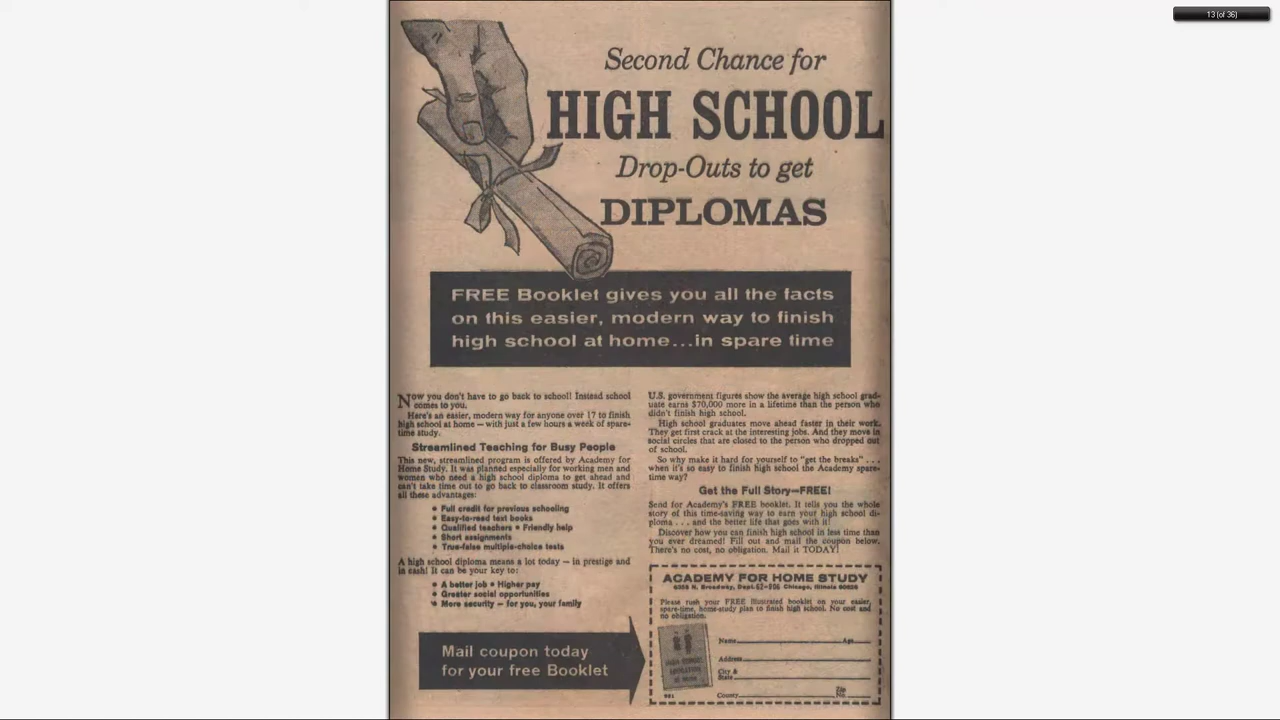 13 (of 36)
Second Chance for
HIGH SCHOOL
Drop-Outs to get
DIPLOMAS
FREE Booklet gives you all the facts
on this easier, modern way to finish
high school at home...in spare time
Now you don't have to go back to school! Instead school
comes to you.
Here's an easier, modern way for anyone over 17 to finish
high school at home — with just a few hours a week of spare-
time study.
Streamlined Teaching for Busy People
This new, streamlined program is offered by Academy for
Home Study. It was planned especially for working men and
women who need a high school diploma to get ahead and
can't take time out to go back to classroom study. It offers
all these advantages:
• Full credit for previous schooling
• Easy-to-read text books
• Qualified teachers • Friendly help
• Short assignments
• True-false multiple-choice tests
A high school diploma means a lot today — in prestige and
in cash! It can be your key to:
• A better job • Higher pay
• Greater social opportunities
• More security — for you, your family
Mail coupon today
for your free Booklet
U.S. government figures show the average high school grad-
uate earns $70,000 more in a lifetime than the person who
didn't finish high school.
High school graduates move ahead faster in their work.
They get first crack at the interesting jobs. And they move in
social circles that are closed to the person who dropped out
of school.
So why make it hard for yourself to "get the breaks" . . .
when it's so easy to finish high school the Academy spare-
time way?
Get the Full Story—FREE!
Send for Academy's FREE booklet. It tells you the whole
story of this time-saving way to earn your high school di-
ploma . . . and the better life that goes with it!
Discover how you can finish high school in less time than
you ever dreamed! Fill out and mail the coupon below.
There's no cost, no obligation. Mail it TODAY!
ACADEMY FOR HOME STUDY
N. Broadway, Dept. Chicago, Illinois
Please rush your FREE illustrated booklet on your easier,
spare-time, home-study plan to finish high school. No cost and
no obligation.
HIGH SCHOOL
Name Age
Address
City &
State
County Zip
No.